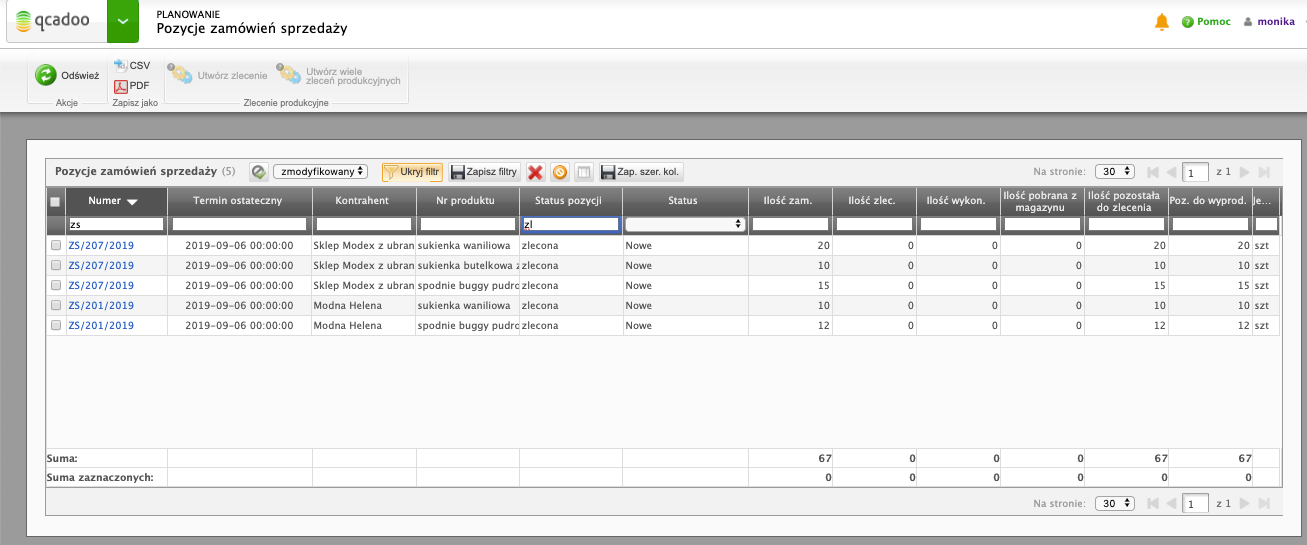 qcadoo
PLANOWANIE
Pozycje zamówień sprzedaży
Pomoc
monika
Odśwież
CSV
PDF
Utwórz zlecenie
Utwórz wiele
zleceń produkcyjnych
Akcje Zapisz jako Zlecenie produkcyjne
Pozycje zamówień sprzedaży (5) zmodyfikowany Ukryj filtr Zapisz filtry Zap. szer. kol. Na stronie: 30 1 z 1
Numer Termin ostateczny Kontrahent Nr produktu Status pozycji Status Ilość zam. Ilość zlec. Ilość wykon. Ilość pobrana z magazynu Ilość pozostała do zlecenia Poz. do wyprod. Je...
zs zl
ZS/207/2019 2019-09-06 00:00:00 Sklep Modex z ubran sukienka waniliowa zlecona Nowe 20 0 0 0 20 20 szt
ZS/207/2019 2019-09-06 00:00:00 Sklep Modex z ubran sukienka butelkowa z zlecona Nowe 10 0 0 0 10 10 szt
ZS/207/2019 2019-09-06 00:00:00 Sklep Modex z ubran spodnie buggy pudro zlecona Nowe 15 0 0 0 15 15 szt
ZS/201/2019 2019-09-06 00:00:00 Modna Helena sukienka waniliowa zlecona Nowe 10 0 0 0 10 10 szt
ZS/201/2019 2019-09-06 00:00:00 Modna Helena spodnie buggy pudro zlecona Nowe 12 0 0 0 12 12 szt
Suma: 67 0 0 0 67 67
Suma zaznaczonych: 0 0 0 0 0 0
Na stronie: 30 1 z 1